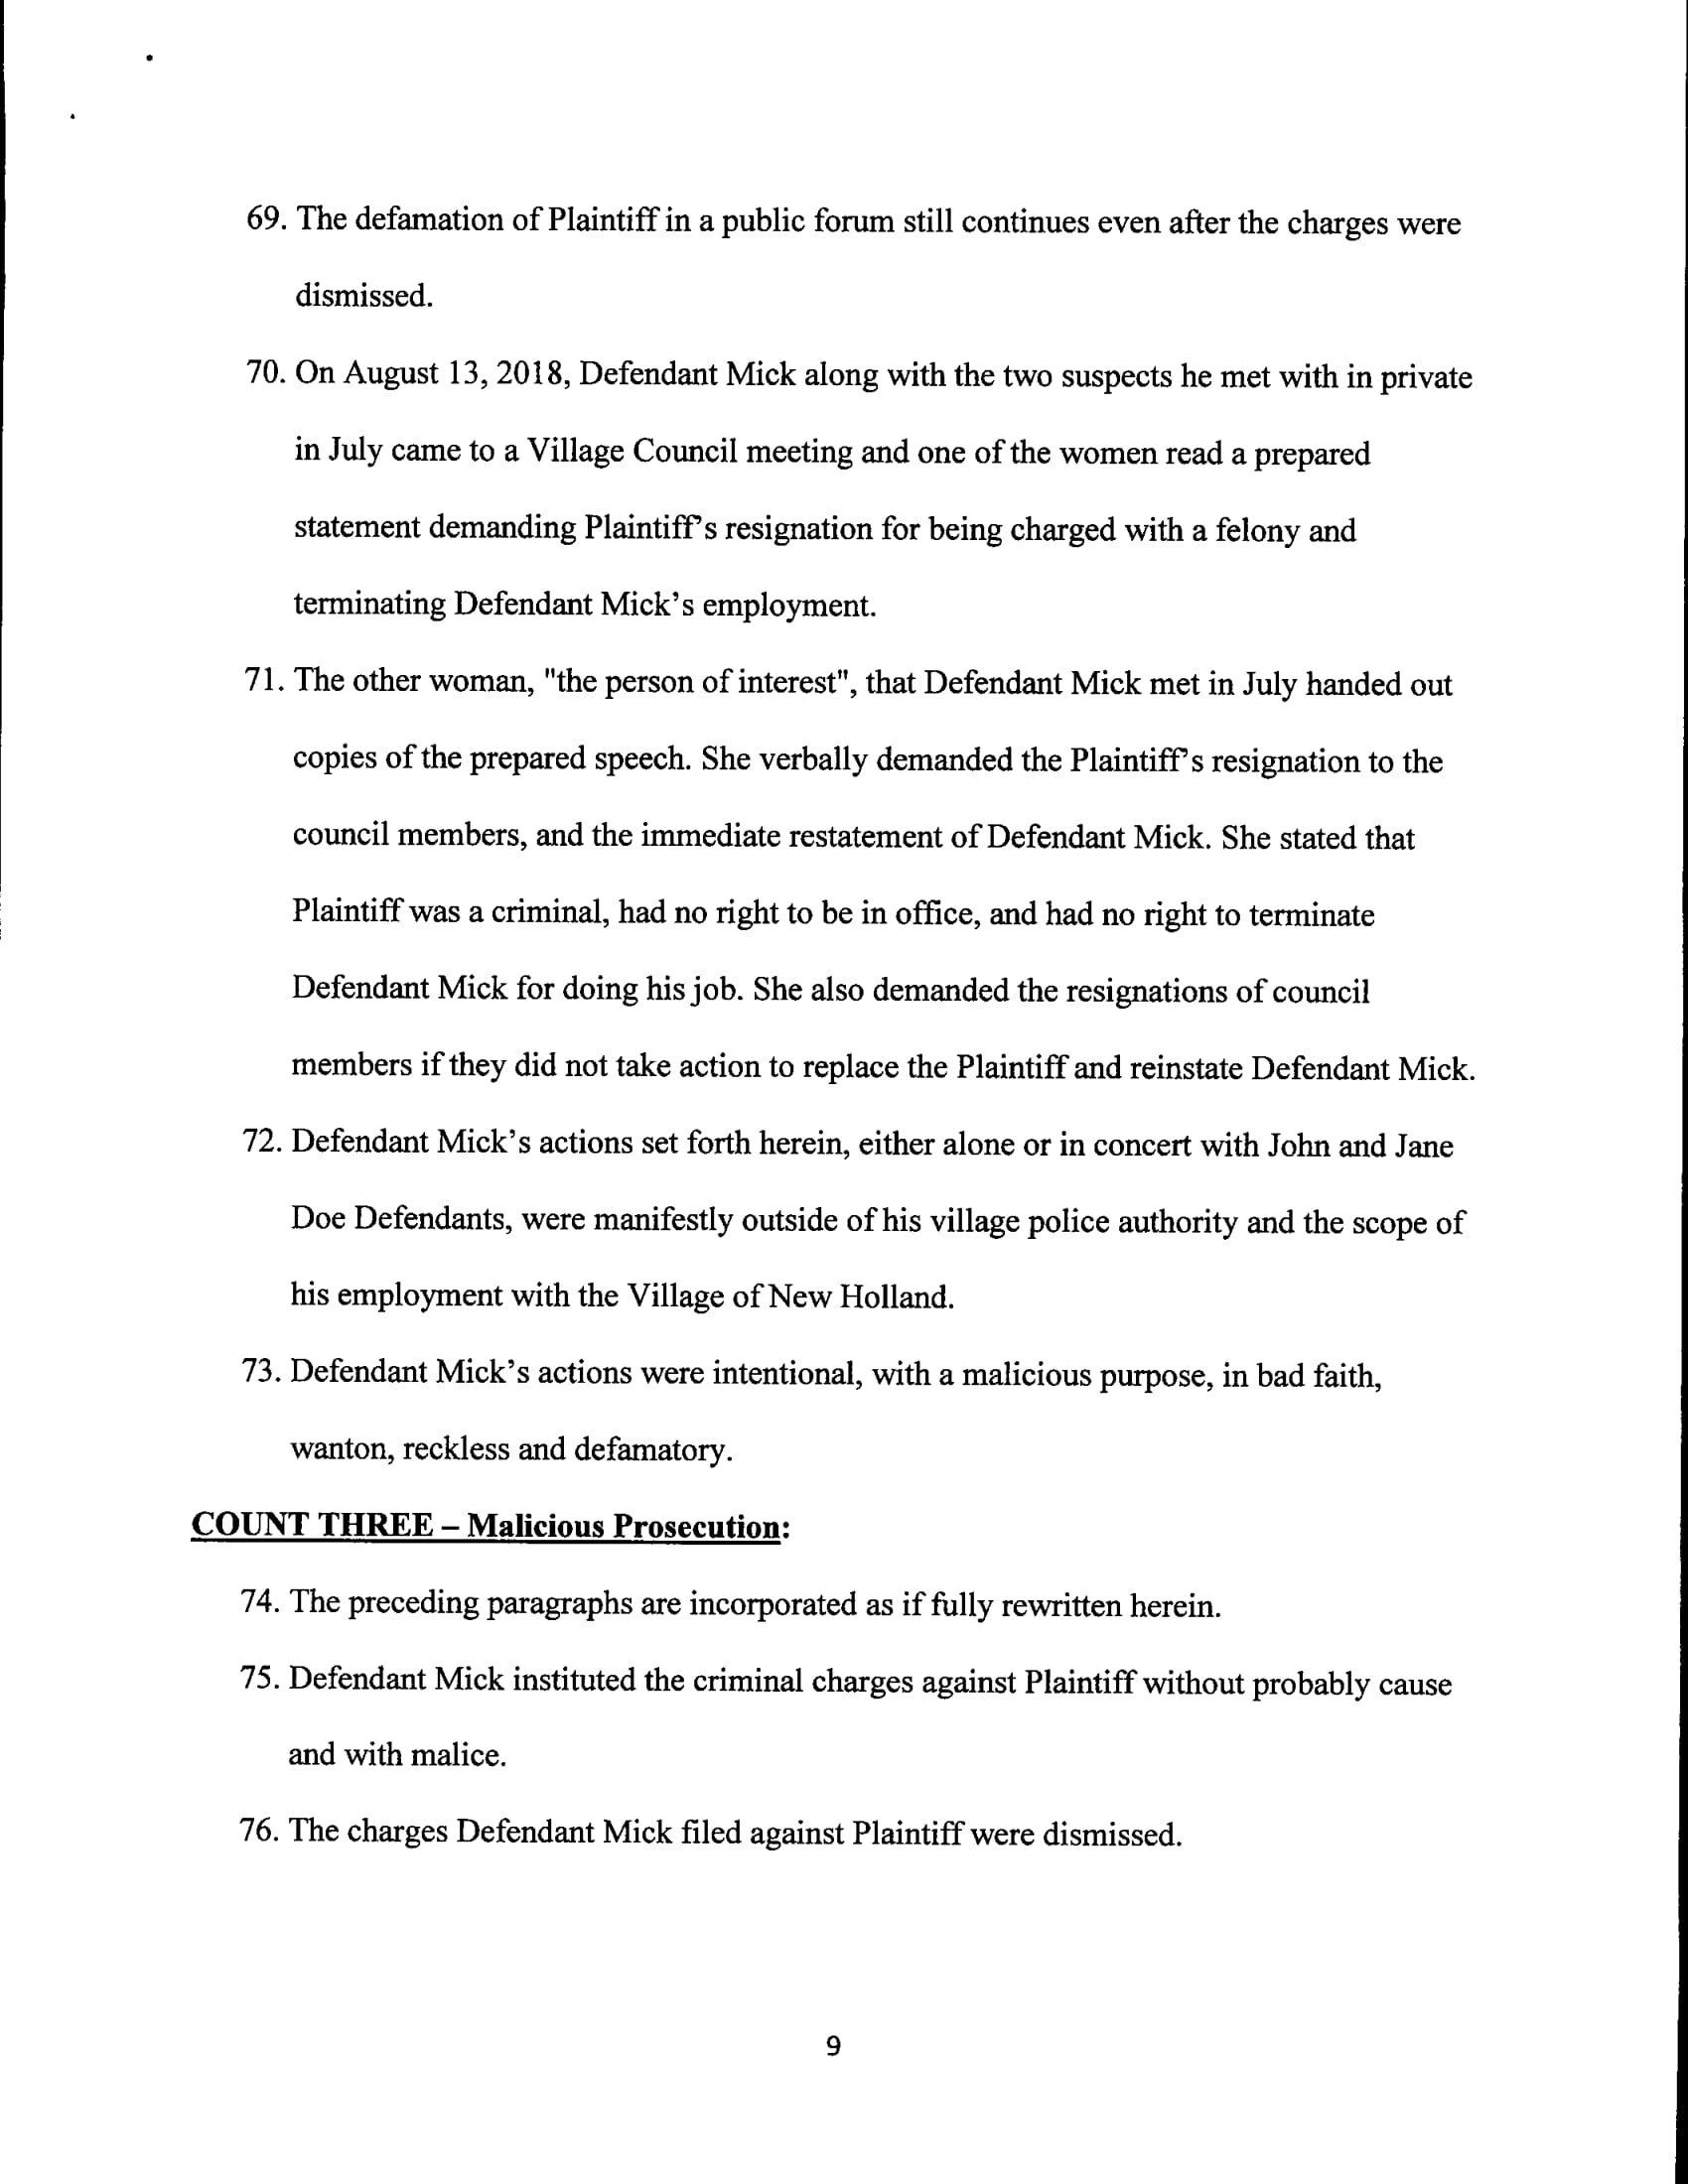 69. The defamation of Plaintiff in a public forum still continues even after the charges were
dismissed.
70. On August 13, 2018, Defendant Mick along with the two suspects he met with in private
in July came to a Village Council meeting and one of the women read a prepared
statement demanding Plaintiff's resignation for being charged with a felony and
terminating Defendant Mick's employment.
71. The other woman, "the person of interest", that Defendant Mick met in July handed out
copies of the prepared speech. She verbally demanded the Plaintiff's resignation to the
council members, and the immediate restatement of Defendant Mick. She stated that
Plaintiff was a criminal, had no right to be in office, and had no right to terminate
Defendant Mick for doing his job. She also demanded the resignations of council
members if they did not take action to replace the Plaintiff and reinstate Defendant Mick.
72. Defendant Mick's actions set forth herein, either alone or in concert with John and Jane
Doe Defendants, were manifestly outside of his village police authority and the scope of
his employment with the Village of New Holland.
73. Defendant Mick's actions were intentional, with a malicious purpose, in bad faith,
wanton, reckless and defamatory.
COUNT THREE – Malicious Prosecution:
74. The preceding paragraphs are incorporated as if fully rewritten herein.
75. Defendant Mick instituted the criminal charges against Plaintiff without probably cause
and with malice.
76. The charges Defendant Mick filed against Plaintiff were dismissed.
9